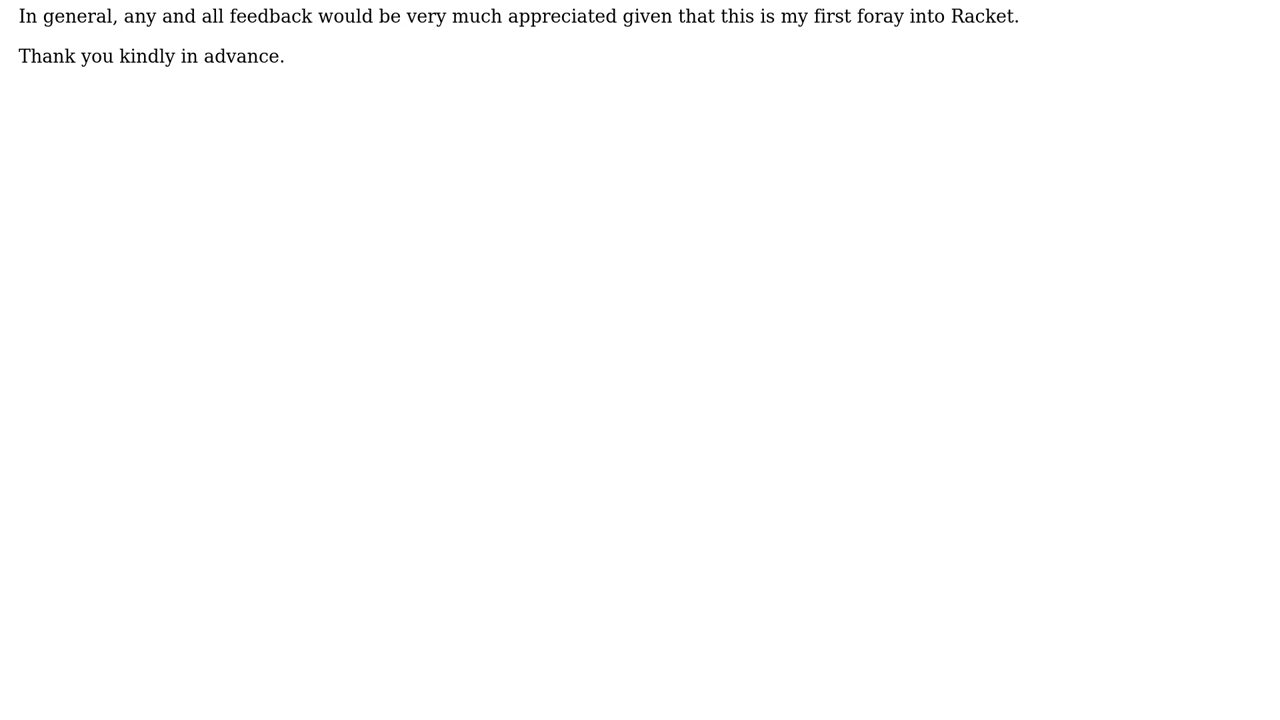 In general, any and all feedback would be very much appreciated given that this is my first foray into Racket.
Thank you kindly in advance.